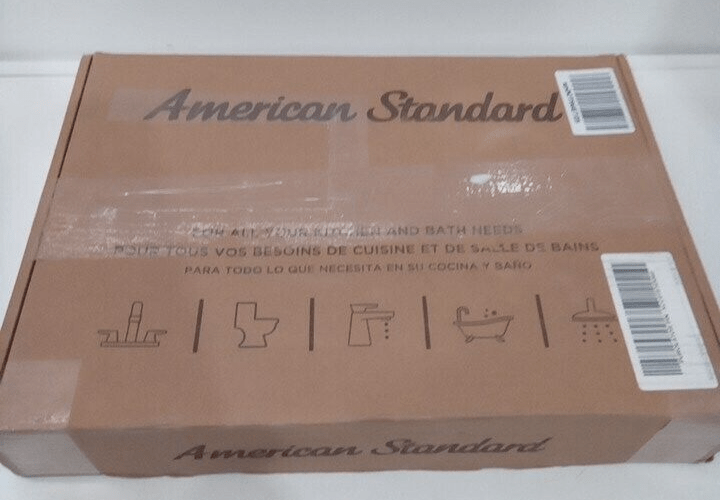 American Standard
FOR ALL YOUR KITCHEN AND BATH NEEDS
POUR TOUS VOS BESOINS DE CUISINE ET DE SALLE DE BAINS
PARA TODO LO QUE NECESITA EN SU COCINA Y BAÑO
American Standard